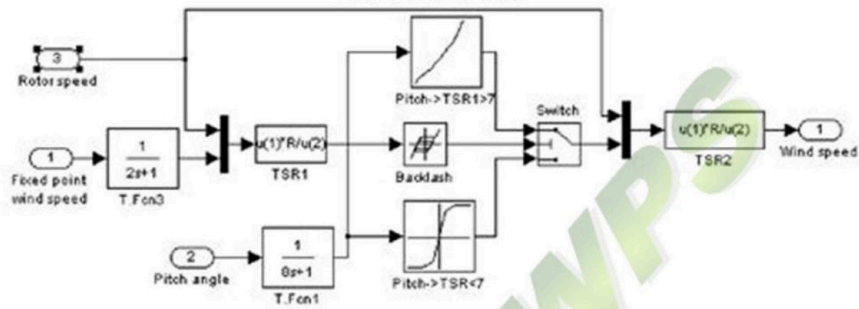 3
Rotor speed
Pitch->TSR1>7
Switch
1
Fixed point
wind speed
1
2s+1
T.Fcn3
u(1)*R/u(2)
TSR1
Backlash
u(1)*R/u(2)
TSR2
1
Wind speed
2
Pitch angle
1
8s+1
T.Fcn1
Pitch->TSR<7
WPS